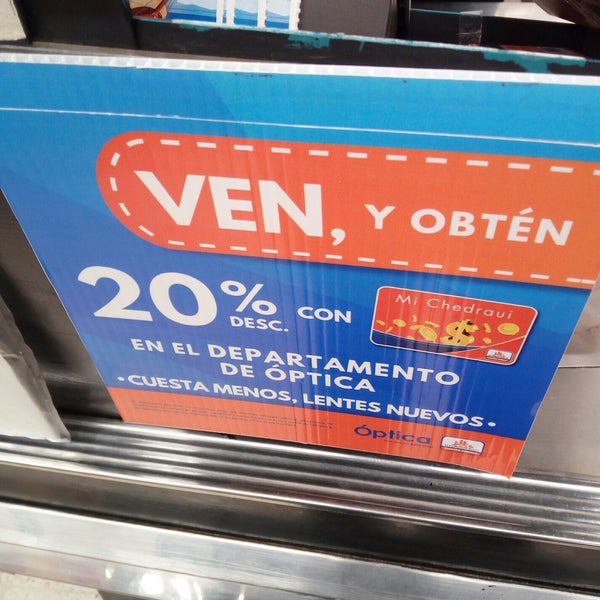 VEN, Y OBTÉN
20% DESC. CON
Mi Chedraui
EN EL DEPARTAMENTO
DE ÓPTICA
•CUESTA MENOS, LENTES NUEVOS•
Óptica